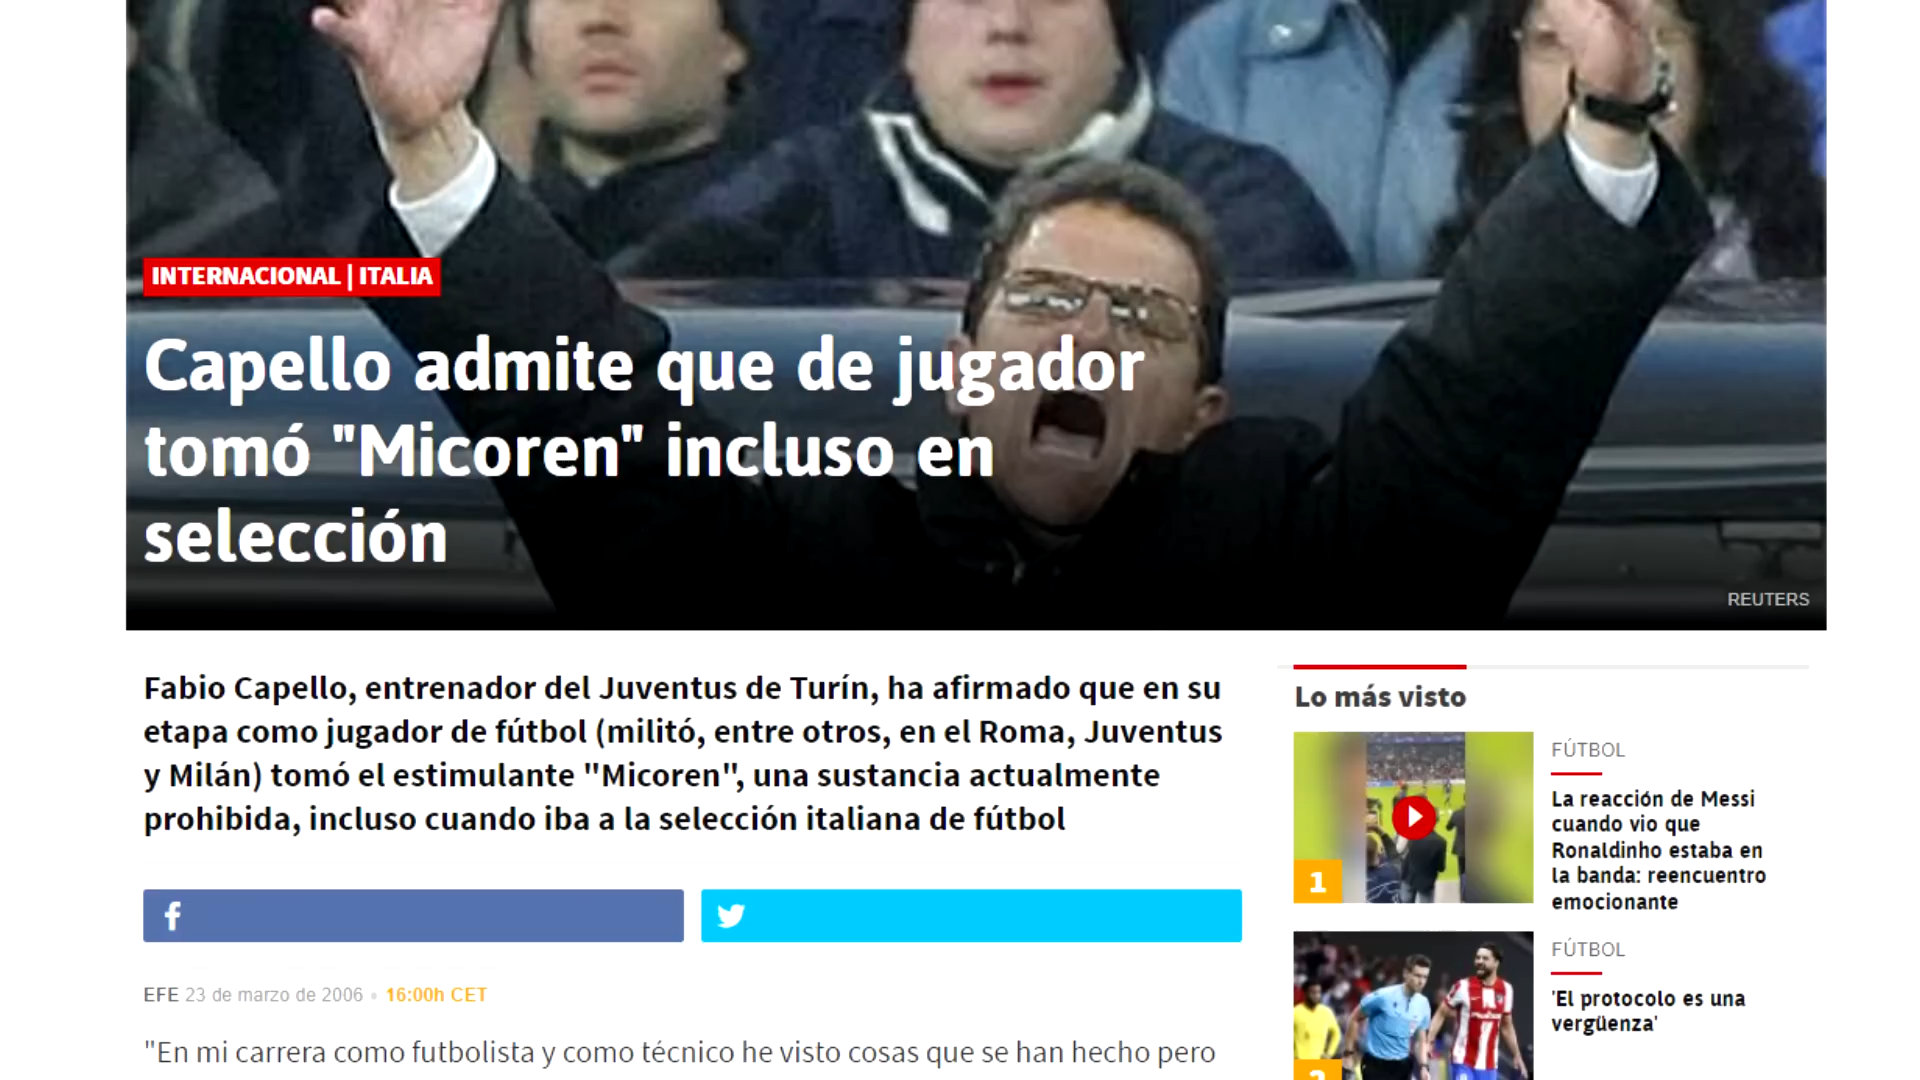 INTERNACIONAL | ITALIA
Capello admite que de jugador
tomó "Micoren" incluso en
selección
REUTERS
Fabio Capello, entrenador del Juventus de Turín, ha afirmado que en su
etapa como jugador de fútbol (militó, entre otros, en el Roma, Juventus
y Milán) tomó el estimulante "Micoren", una sustancia actualmente
prohibida, incluso cuando iba a la selección italiana de fútbol
EFE 23 de marzo de 2006 • 16:00h CET
"En mi carrera como futbolista y como técnico he visto cosas que se han hecho pero
Lo más visto
1
FÚTBOL
La reacción de Messi
cuando vio que
Ronaldinho estaba en
la banda: reencuentro
emocionante
2
FÚTBOL
'El protocolo es una
vergüenza'